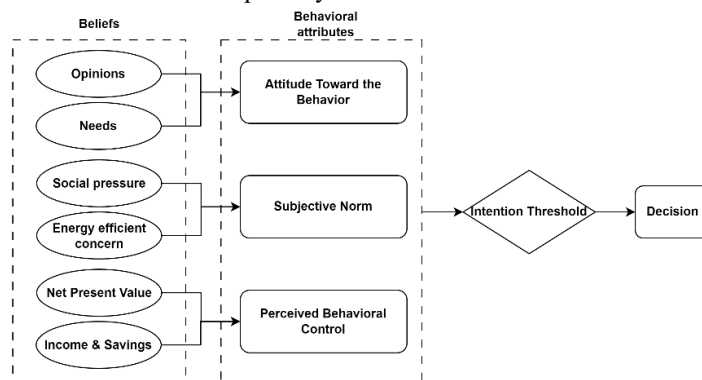 Beliefs
Behavioral
attributes
Opinions
Needs
Attitude Toward the
Behavior
Social pressure
Energy efficient
concern
Subjective Norm
Net Present Value
Income & Savings
Perceived Behavioral
Control
Intention Threshold
Decision